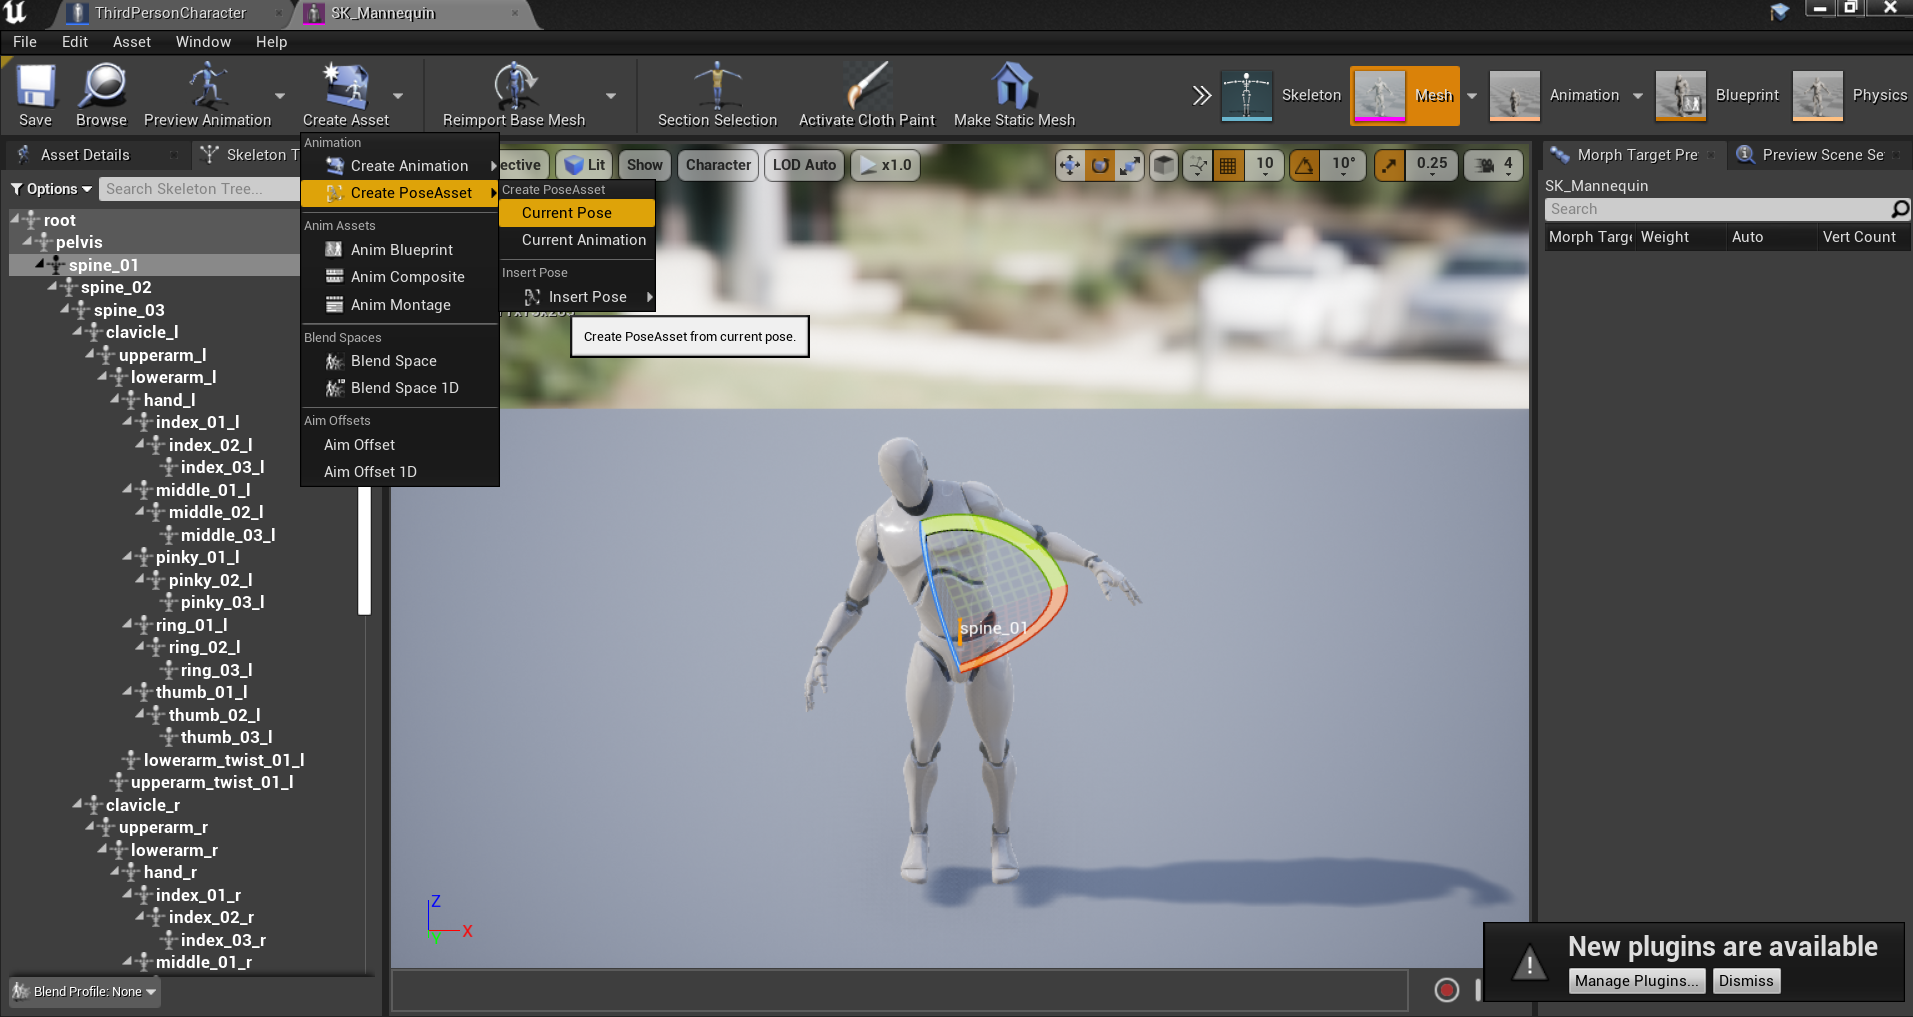 ThirdPersonCharacter
SK_Mannequin
File Edit Asset Window Help
Save
Browse
Preview Animation
Create Asset
Reimport Base Mesh
Section Selection
Activate Cloth Paint
Make Static Mesh
Skeleton
Mesh
Animation
Blueprint
Physics
Asset Details
Skeleton T
Options
Search Skeleton Tree...
root
pelvis
spine_01
spine_02
spine_03
clavicle_l
upperarm_l
lowerarm_l
hand_l
index_01_l
index_02_l
index_03_l
middle_01_l
middle_02_l
middle_03_l
pinky_01_l
pinky_02_l
pinky_03_l
ring_01_l
ring_02_l
ring_03_l
thumb_01_l
thumb_02_l
thumb_03_l
lowerarm_twist_01_l
upperarm_twist_01_l
clavicle_r
upperarm_r
lowerarm_r
hand_r
index_01_r
index_02_r
index_03_r
middle_01_r
Blend Profile: None
Animation
Create Animation
Create PoseAsset
Anim Assets
Anim Blueprint
Anim Composite
Anim Montage
Blend Spaces
Blend Space
Blend Space 1D
Aim Offsets
Aim Offset
Aim Offset 1D
Create PoseAsset
Current Pose
Current Animation
Insert Pose
Insert Pose
Create PoseAsset from current pose.
ective
Lit
Show
Character
LOD Auto
x1.0
10
10°
0.25
4
spine_01
Z
X
Y
Morph Target Pre
Preview Scene Se
SK_Mannequin
Search
Morph Targe Weight Auto Vert Count
New plugins are available
Manage Plugins...
Dismiss